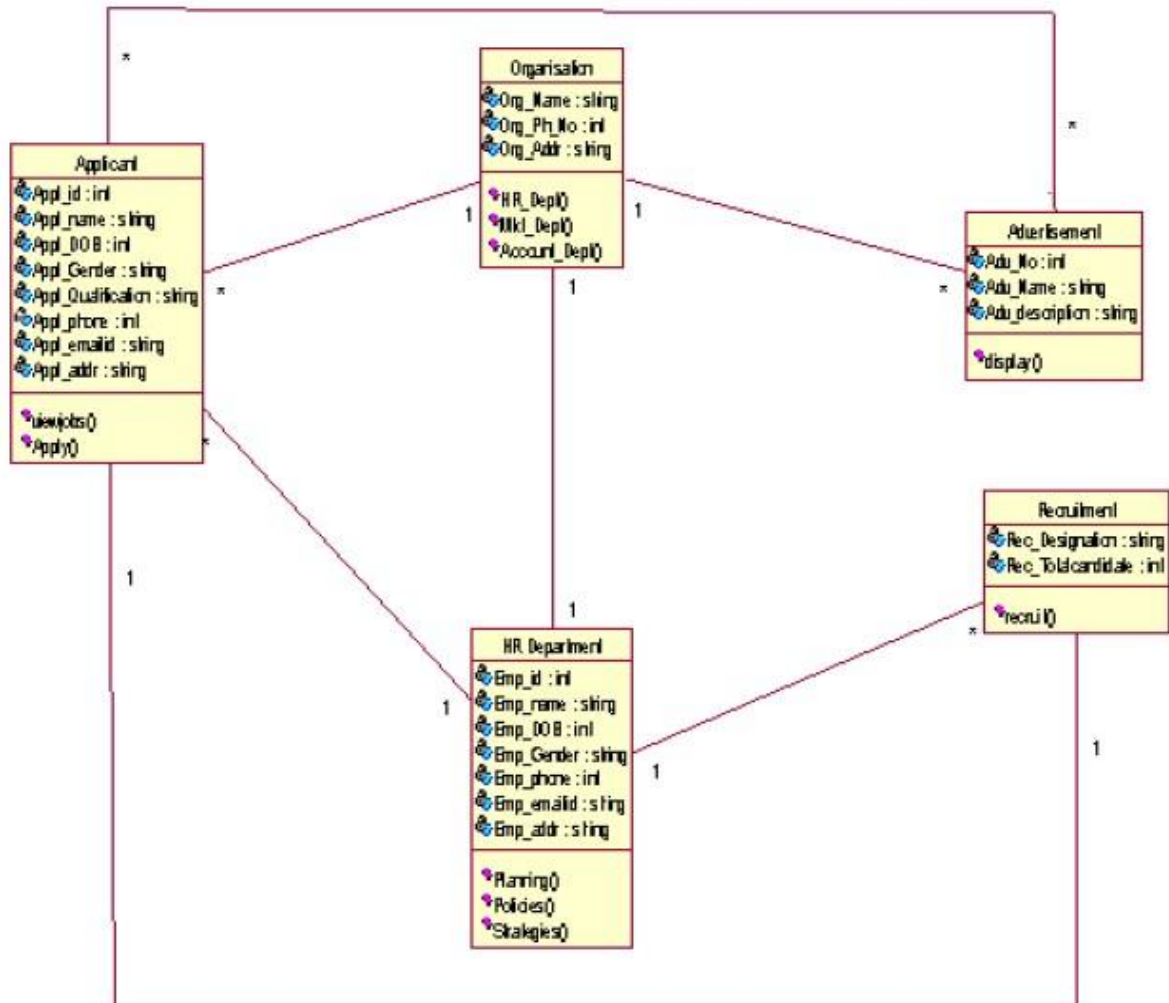 *
Organisation
Org_Name : string
Org_Ph_No : int
Org_Addr : string
HR_Dept()
Mkt_Dept()
Account_Dept()
*
Applicant
Appl_id : int
Appl_name : string
Appl_DOB : int
Appl_Gender : string
Appl_Qualification : string
Appl_phone : int
Appl_emailid : string
Appl_addr : string
viewjobs()
Apply()
1
*
1
1
*
Advertisement
Adv_No : int
Adv_Name : string
Adv_description : string
display()
*
1
Recruitment
Rec_Designation : string
Rec_Totalcandidate : int
recruit()
1
HR Department
Emp_id : int
Emp_name : string
Emp_DOB : int
Emp_Gender : string
Emp_phone : int
Emp_emailid : string
Emp_addr : string
Planning()
Policies()
Strategies()
*
1
1
1